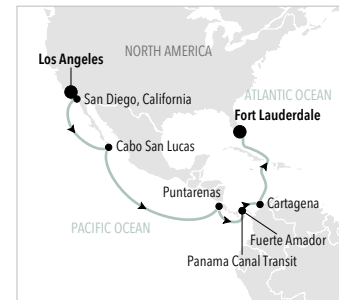 NORTH AMERICA
Los Angeles
San Diego, California
ATLANTIC OCEAN
Fort Lauderdale
Cabo San Lucas
Puntarenas
Cartagena
PACIFIC OCEAN
Fuerte Amador
Panama Canal Transit